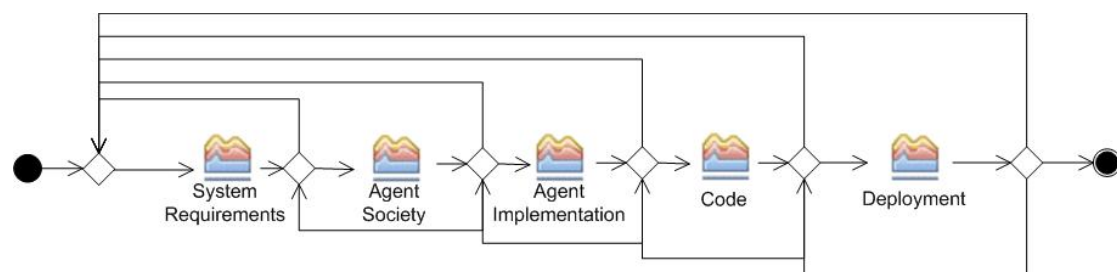 System
Requirements
Agent
Society
Agent
Implementation
Code
Deployment